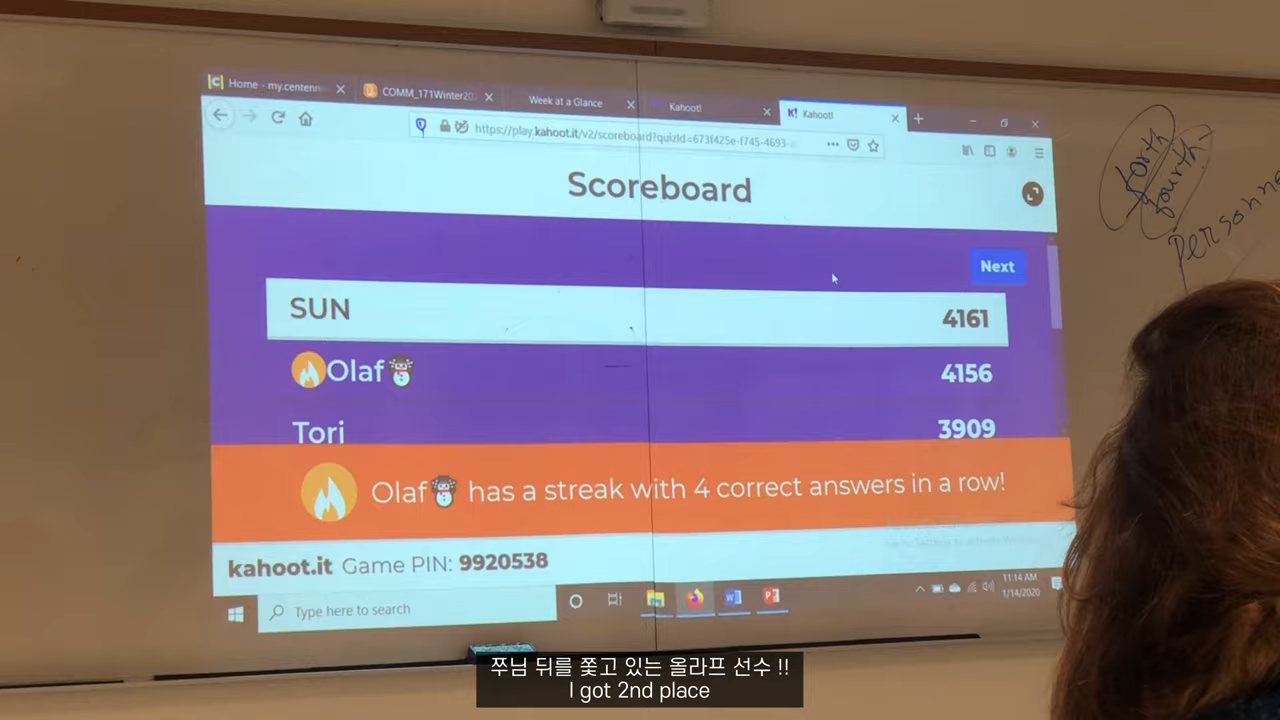 Home - my.centenni
COMM_171Winter20
Week at a Glance
Kahoot!
K! Kahoot!
https://play.kahoot.it/v2/scoreboard?quizId=673f425e-f745-4693-
Scoreboard
Next
SUN 4161
Olaf 4156
Tori 3909
Olaf has a streak with 4 correct answers in a row!
kahoot.it Game PIN: 9920538
Type here to search
11:14 AM
1/14/2020
forth
fourth
Personne
쭈님 뒤를 쫓고 있는 올라프 선수 !!
I got 2nd place